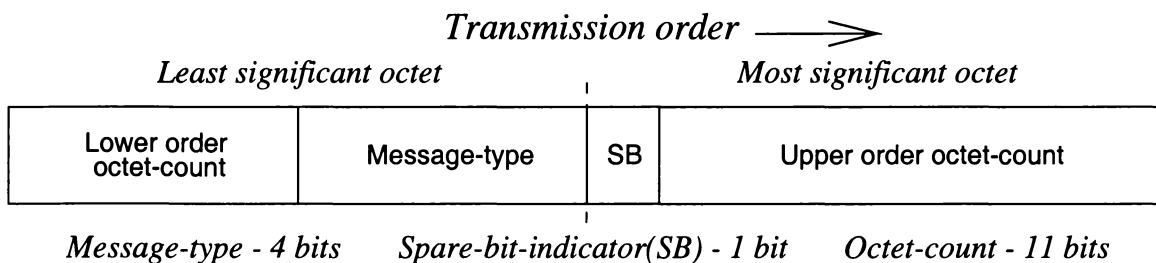 Transmission order
Least significant octet Most significant octet
Lower order
octet-count
Message-type
SB
Upper order octet-count
Message-type - 4 bits Spare-bit-indicator(SB) - 1 bit Octet-count - 11 bits